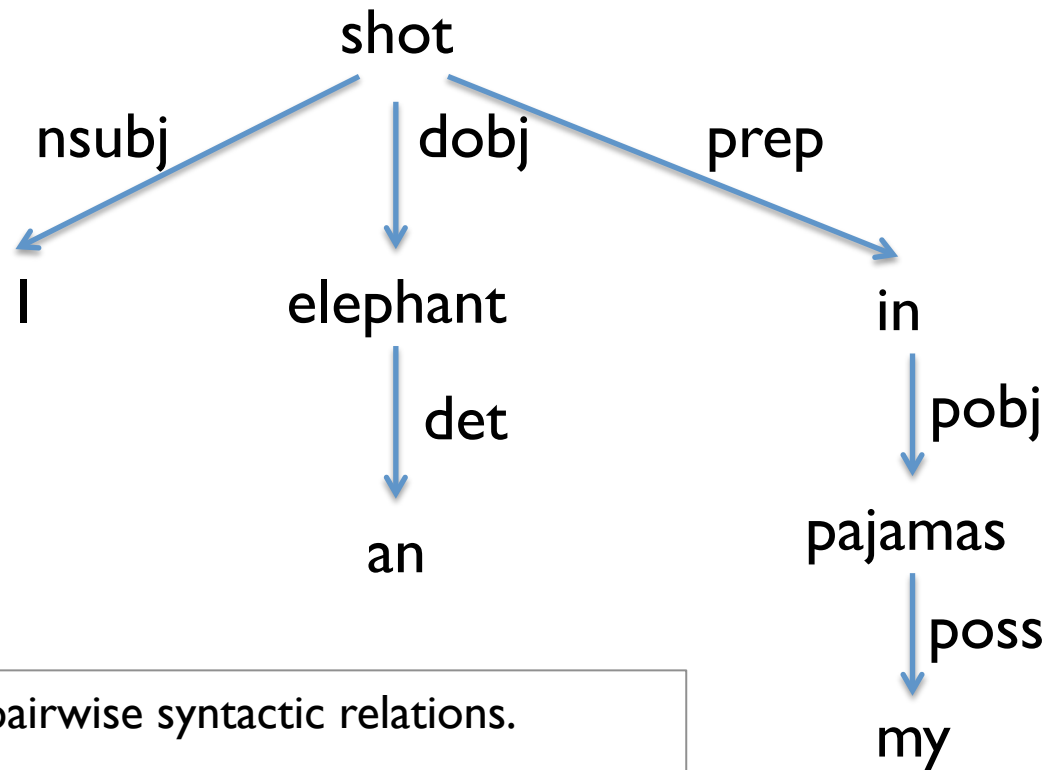 shot
nsubj dobj prep
I elephant in
det pobj
an pajamas
poss
pairwise syntactic relations.
my